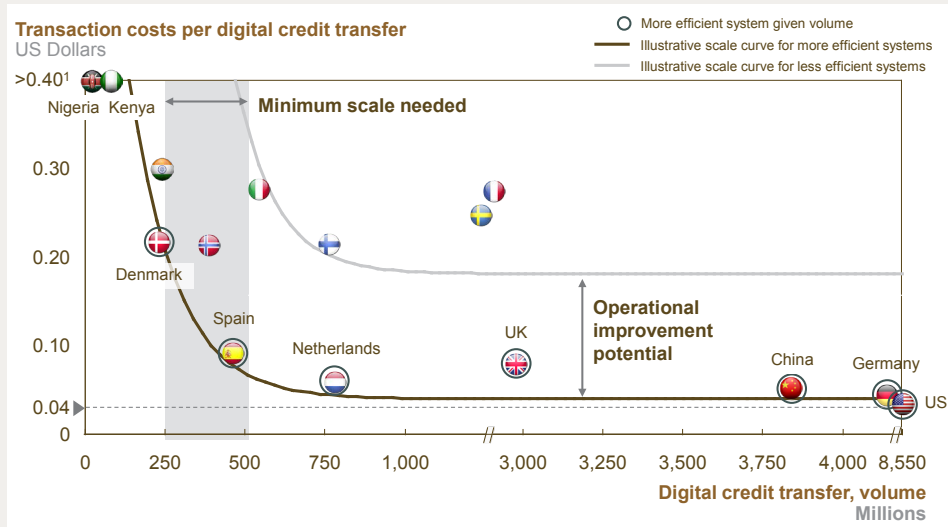 Transaction costs per digital credit transfer
US Dollars
More efficient system given volume
Illustrative scale curve for more efficient systems
Illustrative scale curve for less efficient systems
>0.40¹
Nigeria Kenya
Minimum scale needed
0.30
0.20
Denmark
Spain
Operational
improvement
potential
0.10
Netherlands
UK
China
Germany
US
0.04
0
0 250 500 750 1,000 3,000 3,250 3,500 3,750 4,000 8,550
Digital credit transfer, volume
Millions